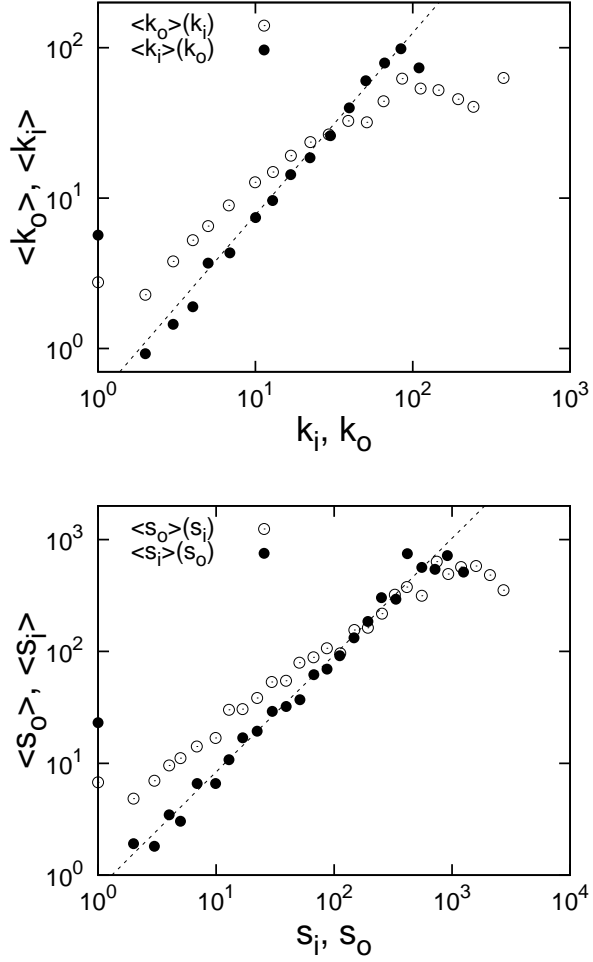 <k_o>(k_i)
<k_i>(k_o)
10^2
10^1
10^0
<k_o>, <k_i>
10^0 10^1 10^2 10^3
k_i, k_o
<s_o>(s_i)
<s_i>(s_o)
10^3
10^2
10^1
10^0
<s_o>, <s_i>
10^0 10^1 10^2 10^3 10^4
s_i, s_o